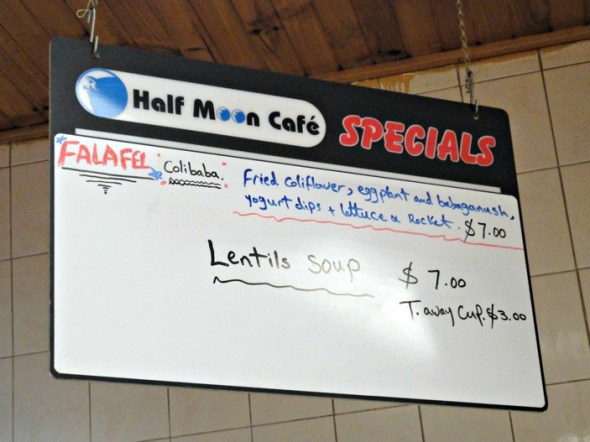 Half Moon Café SPECIALS
FALAFEL Colibaba. Fried coliflower, eggplant and babaganush,
yogurt dips + lettuce & Rocket. $7.00
Lentils Soup $7.00
T. away Cup. $3.00